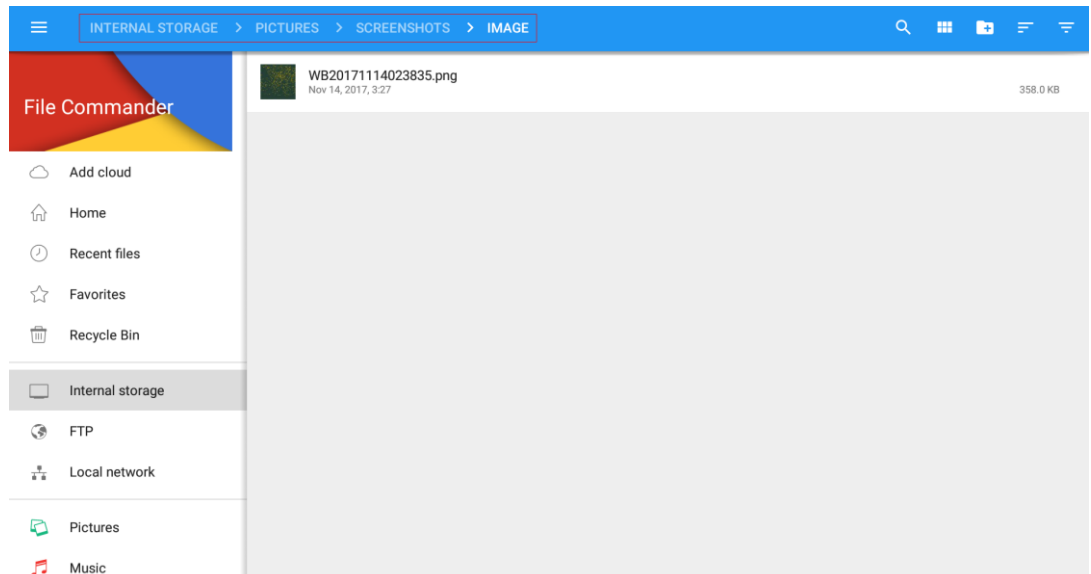 INTERNAL STORAGE > PICTURES > SCREENSHOTS > IMAGE
File Commander
WB20171114023835.png
Nov 14, 2017, 3:27
358.0 KB
Add cloud
Home
Recent files
Favorites
Recycle Bin
Internal storage
FTP
Local network
Pictures
Music